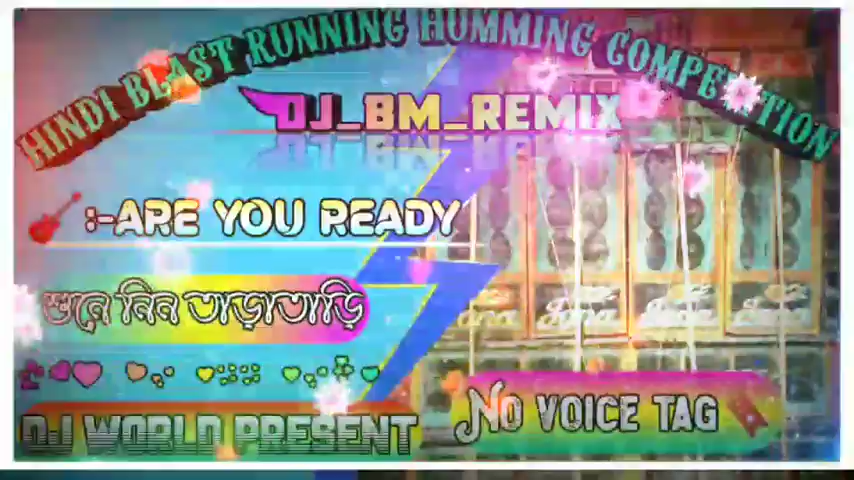 HINDI BLAST RUNNING HUMMING COMPETITION
DJ_BM_REMIX
:-ARE YOU READY
শুনে নিন তাড়াতাড়ি
DJ WORLD PRESENT
NO VOICE TAG